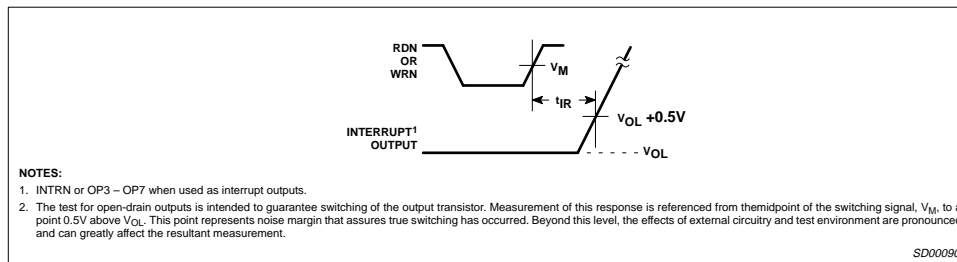 RDN
OR
WRN
VM
tIR
VOL +0.5V
INTERRUPT1
OUTPUT
VOL
NOTES:
1. INTRN or OP3 – OP7 when used as interrupt outputs.
2. The test for open-drain outputs is intended to guarantee switching of the output transistor. Measurement of this response is referenced from themidpoint of the switching signal, VM, to a
point 0.5V above VOL. This point represents noise margin that assures true switching has occurred. Beyond this level, the effects of external circuitry and test environment are pronounced
and can greatly affect the resultant measurement.
SD00090